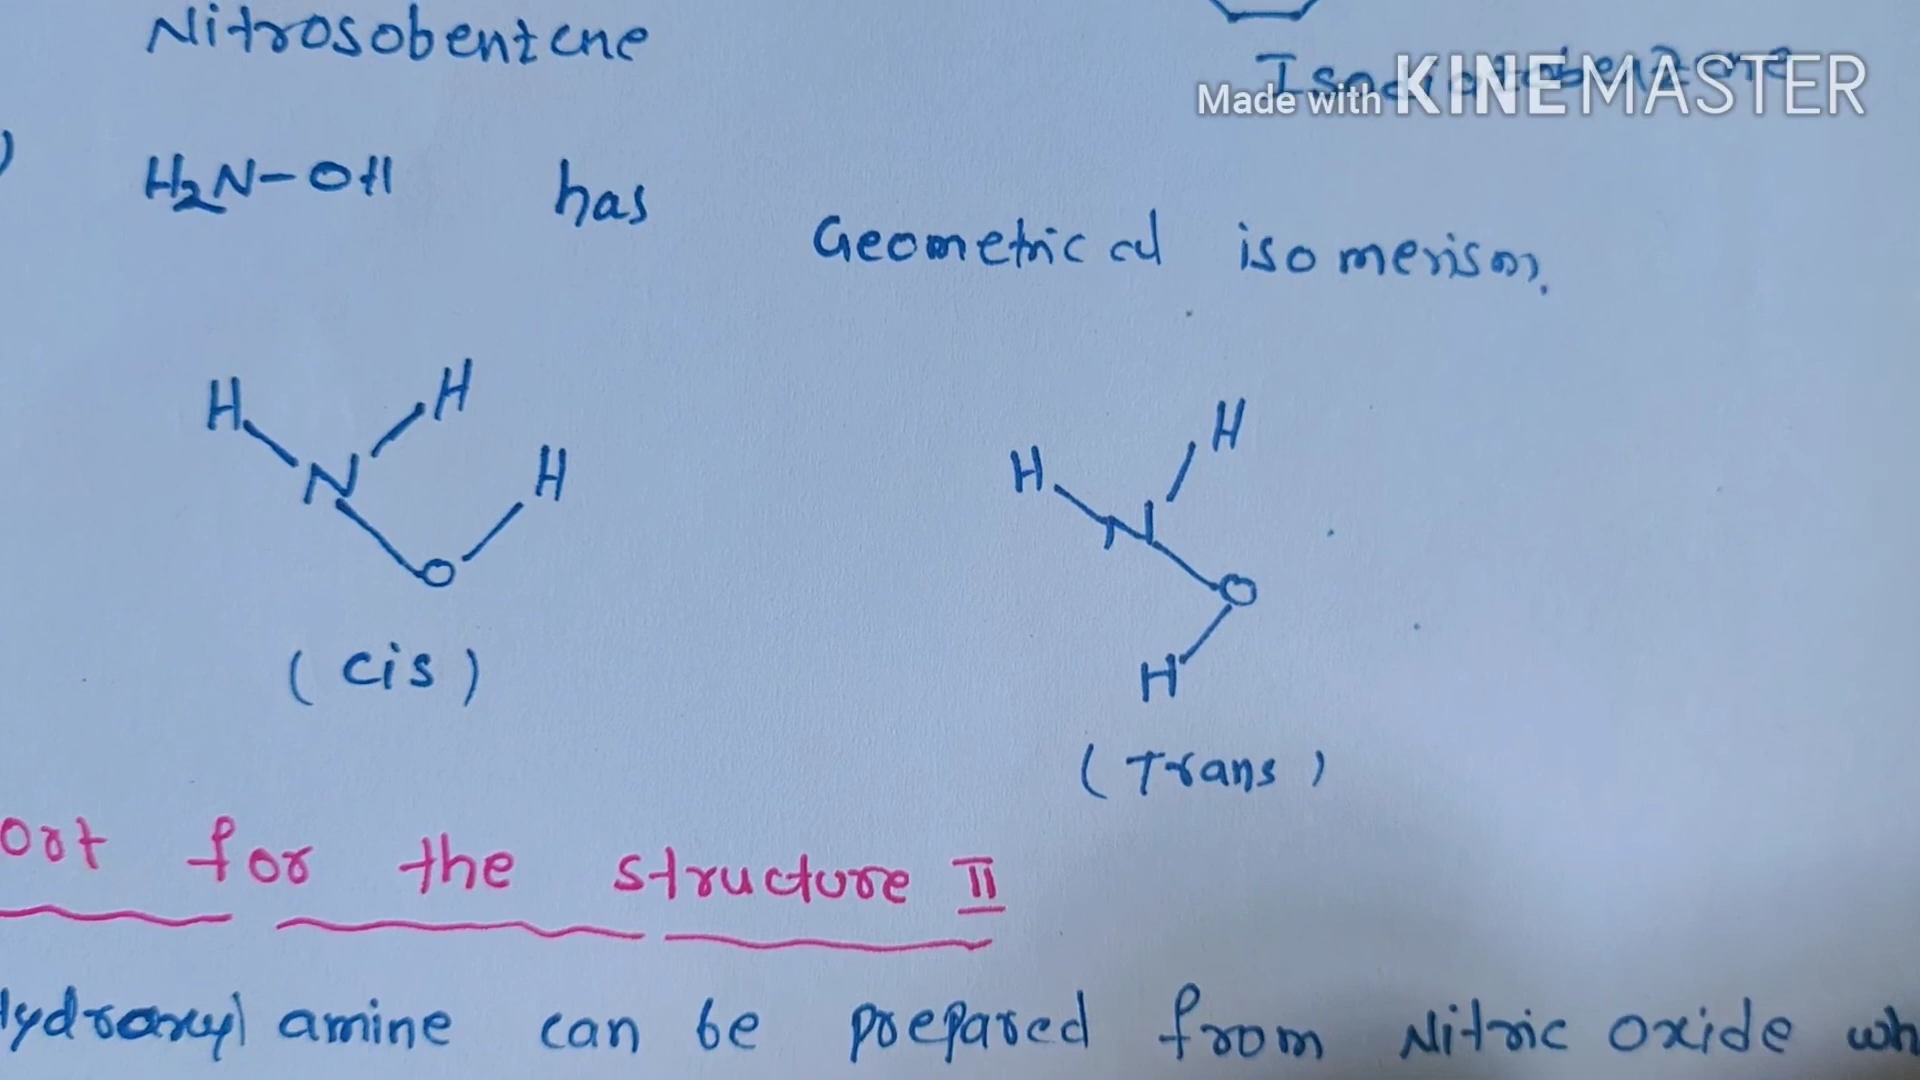 Nitrosobenzene
Made with KINEMASTER
H₂N-OH has Geometrical isomerism.
H H
N H
O
(cis)
H H
N
O
H
(Trans)
for the structure II
amine can be prepared from Nitric oxide